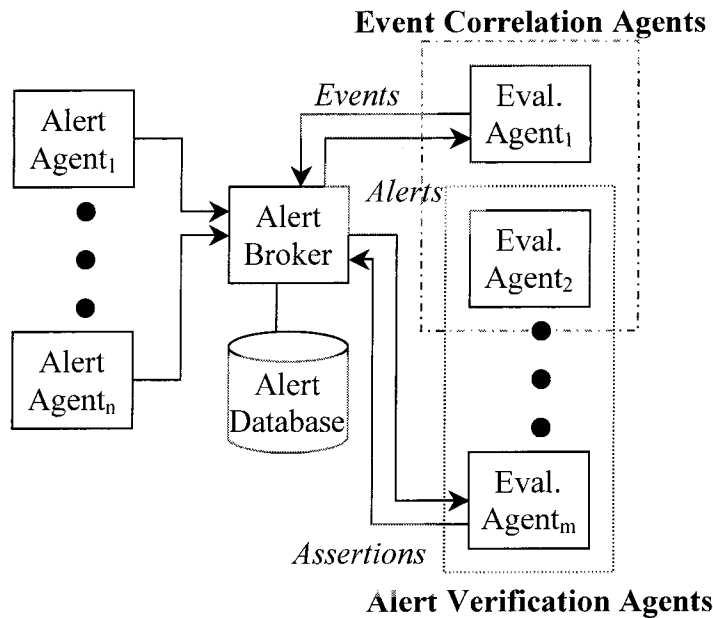 Event Correlation Agents
Events
Eval.
Agent₁
Alert
Agent₁
Alerts
Alert
Broker
Eval.
Agent₂
Alert
Agentₙ
Alert
Database
Eval.
Agentₘ
Assertions
Alert Verification Agents